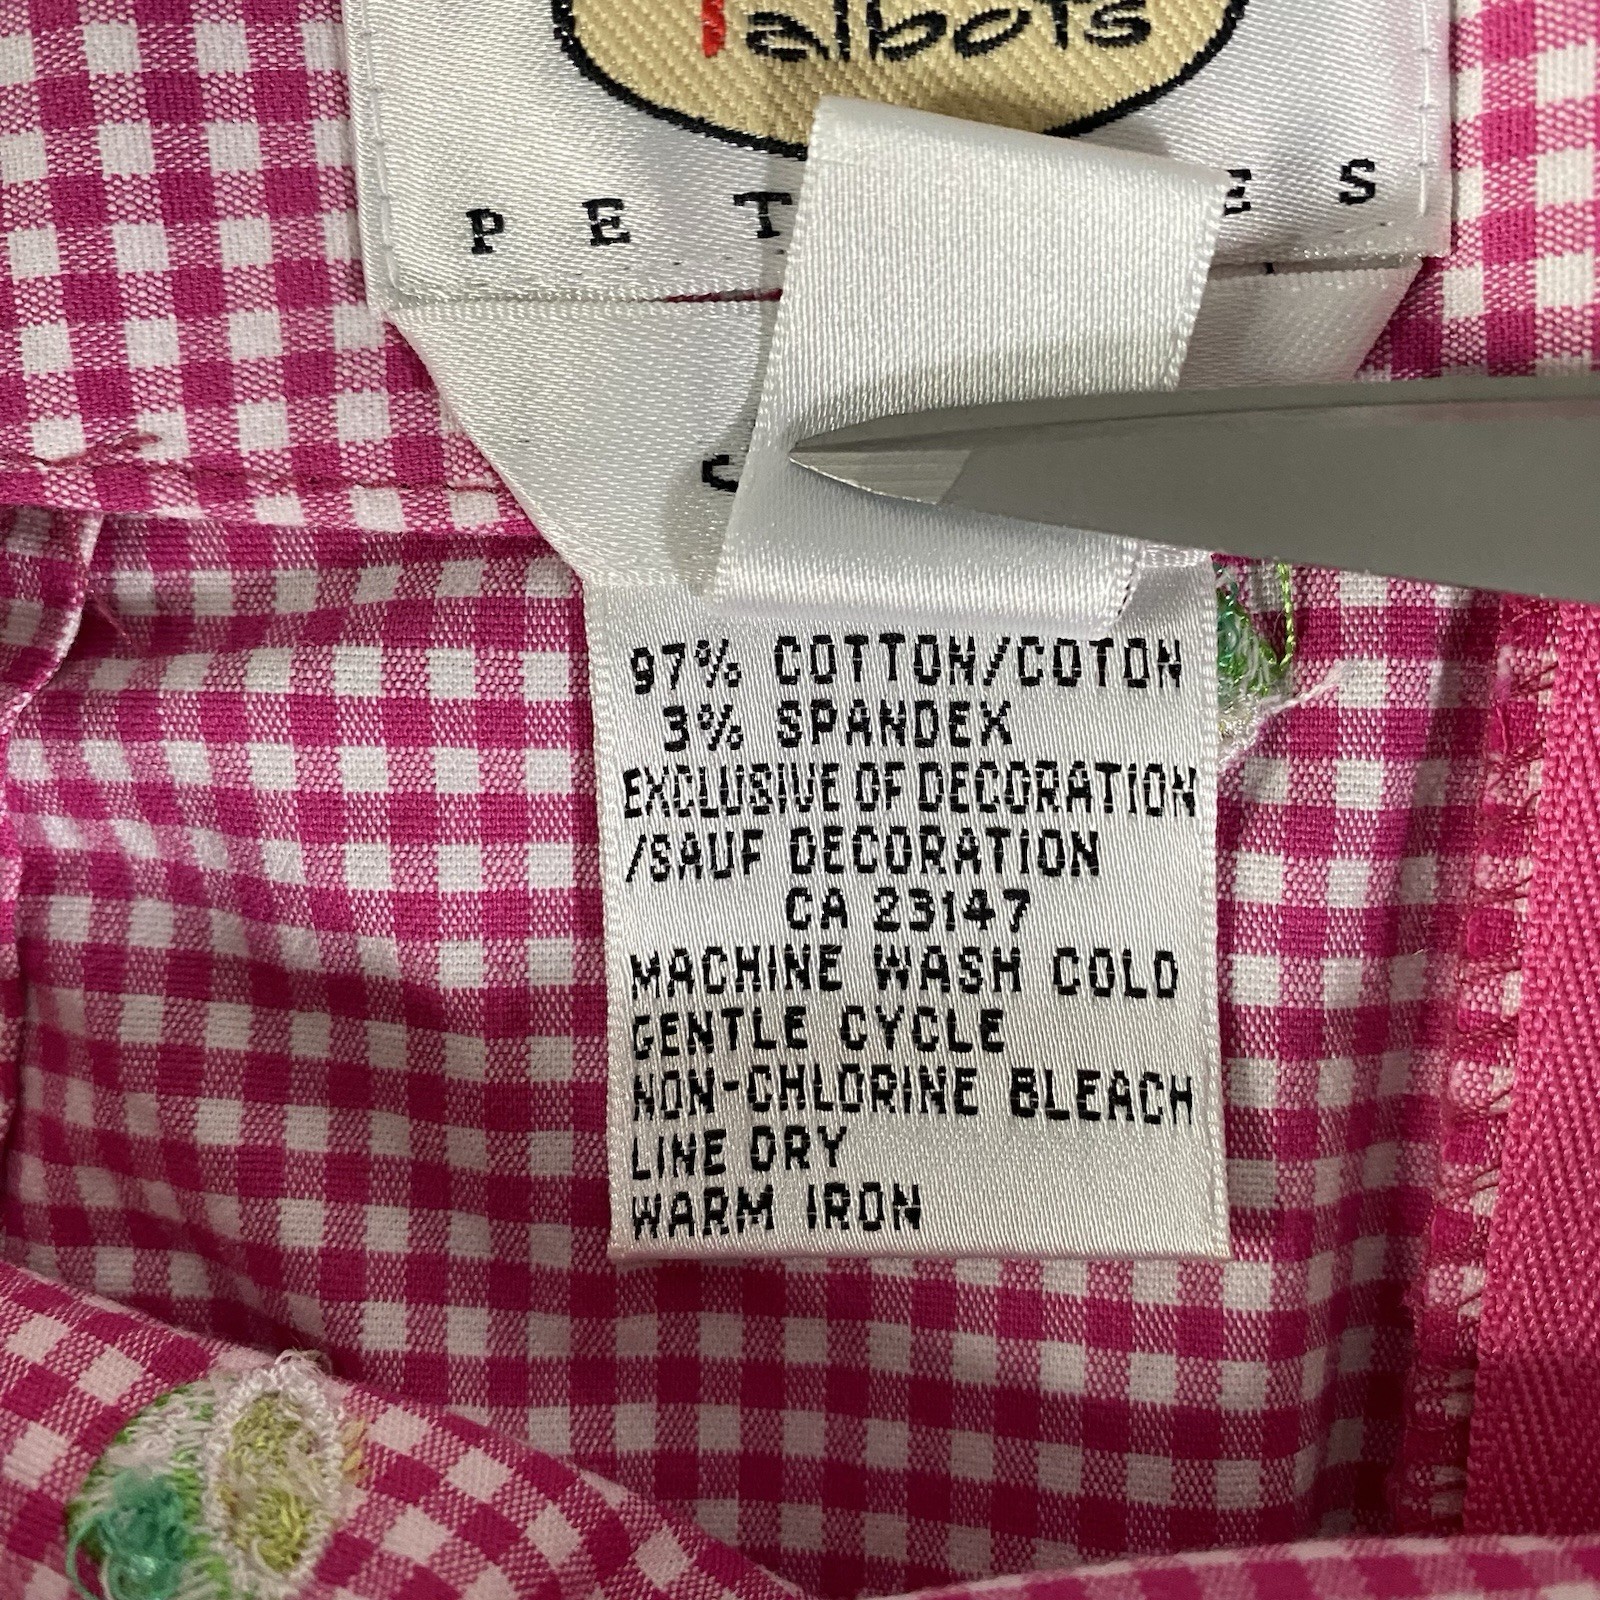 Talbots
97% COTTON/COTON
3% SPANDEX
EXCLUSIVE OF DECORATION
/SAUF DECORATION
CA 23147
MACHINE WASH COLD
GENTLE CYCLE
NON-CHLORINE BLEACH
LINE DRY
WARM IRON